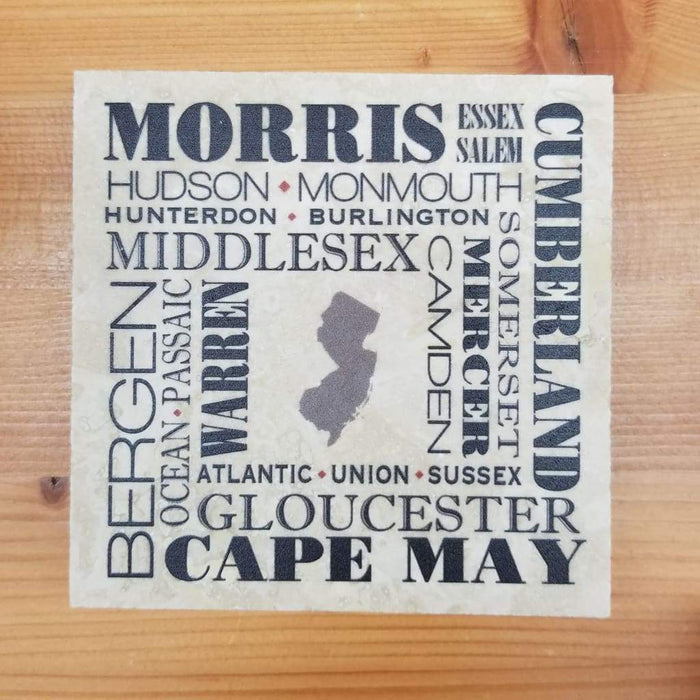 MORRIS
ESSEX
SALEM
HUDSON • MONMOUTH
HUNTERDON • BURLINGTON
MIDDLESEX
CUMBERLAND
SOMERSET
MERCER
CAMDEN
BERGEN
OCEAN • PASSAIC
WARREN
ATLANTIC • UNION • SUSSEX
GLOUCESTER
CAPE MAY